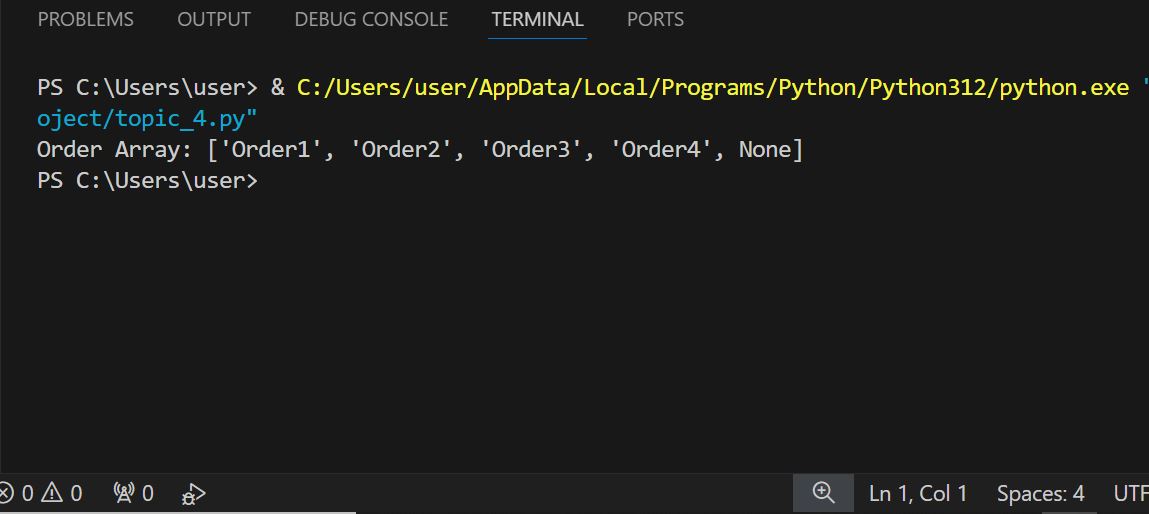 PROBLEMS OUTPUT DEBUG CONSOLE TERMINAL PORTS
PS C:\Users\user> & C:/Users/user/AppData/Local/Programs/Python/Python312/python.exe "
oject/topic_4.py"
Order Array: ['Order1', 'Order2', 'Order3', 'Order4', None]
PS C:\Users\user>
0 0 0 Ln 1, Col 1 Spaces: 4 UTF